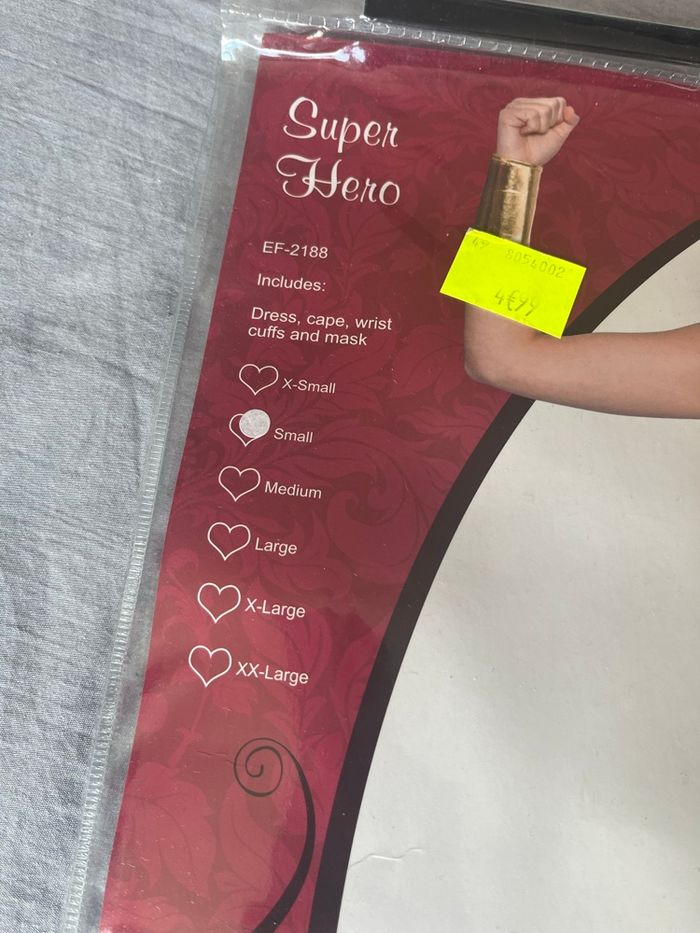 Super
Hero
EF-2188
Includes:
Dress, cape, wrist
cuffs and mask
X-Small
Small
Medium
Large
X-Large
XX-Large
49 8054002
4€99